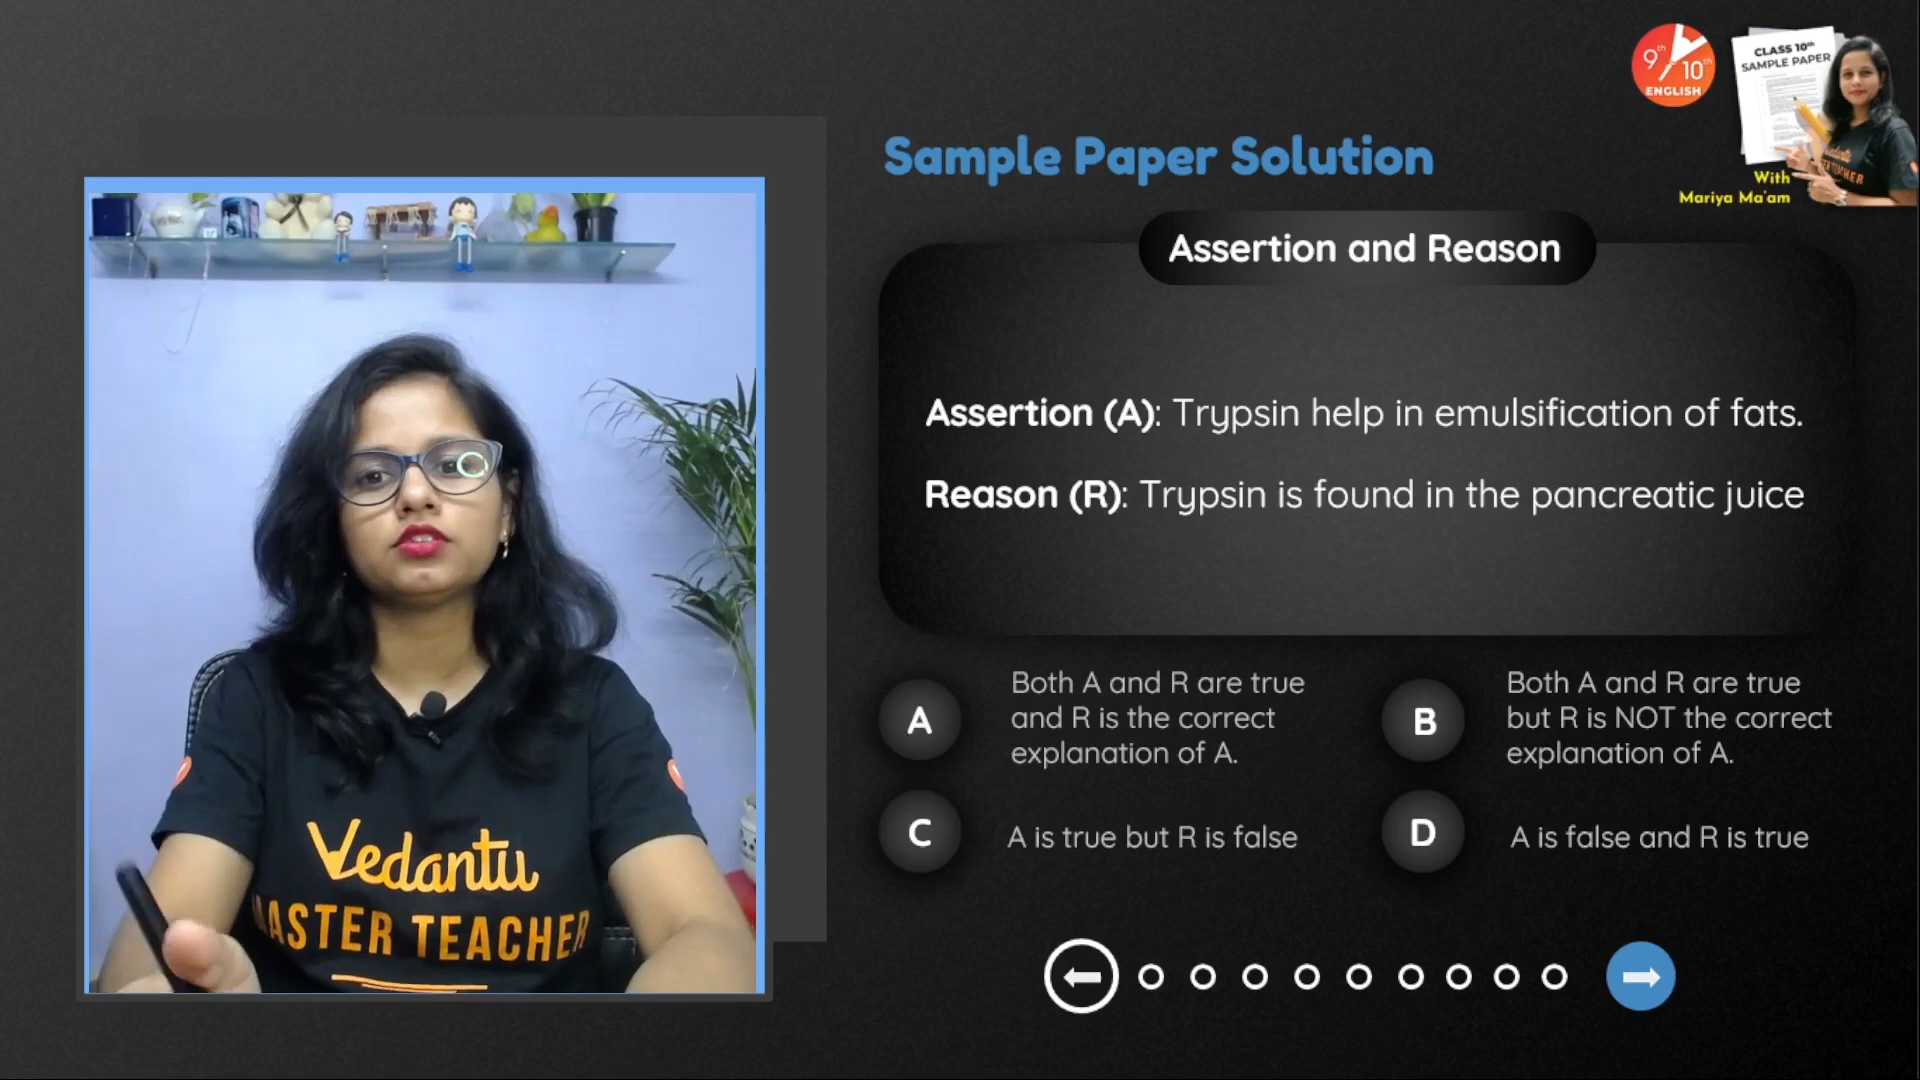 9th
10th
ENGLISH
CLASS 10th
SAMPLE PAPER
With
Mariya Ma'am
Vedantu
TEACHER
Sample Paper Solution
Assertion and Reason
Assertion (A): Trypsin help in emulsification of fats.
Reason (R): Trypsin is found in the pancreatic juice
A
Both A and R are true
and R is the correct
explanation of A.
B
Both A and R are true
but R is NOT the correct
explanation of A.
C
A is true but R is false
D
A is false and R is true
Vedantu
MASTER TEACHER